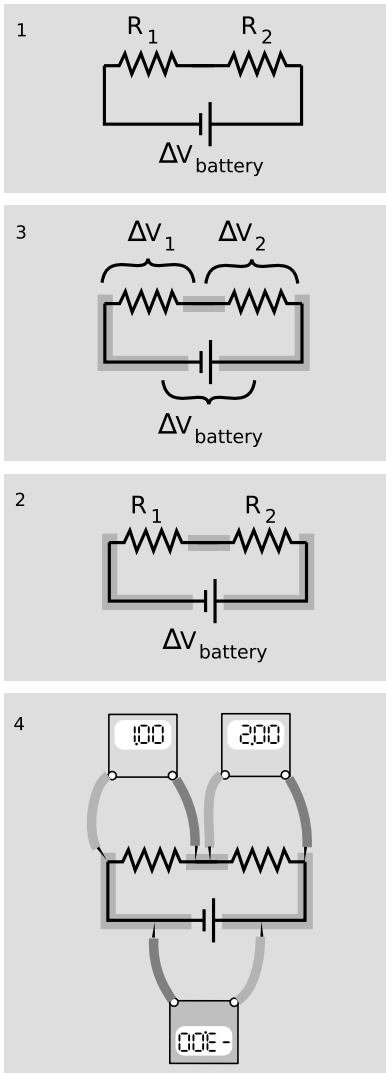 1
R1 R2
ΔVbattery
3
ΔV1 ΔV2
ΔVbattery
2
R1 R2
ΔVbattery
4
1.00 2.00
-3.00